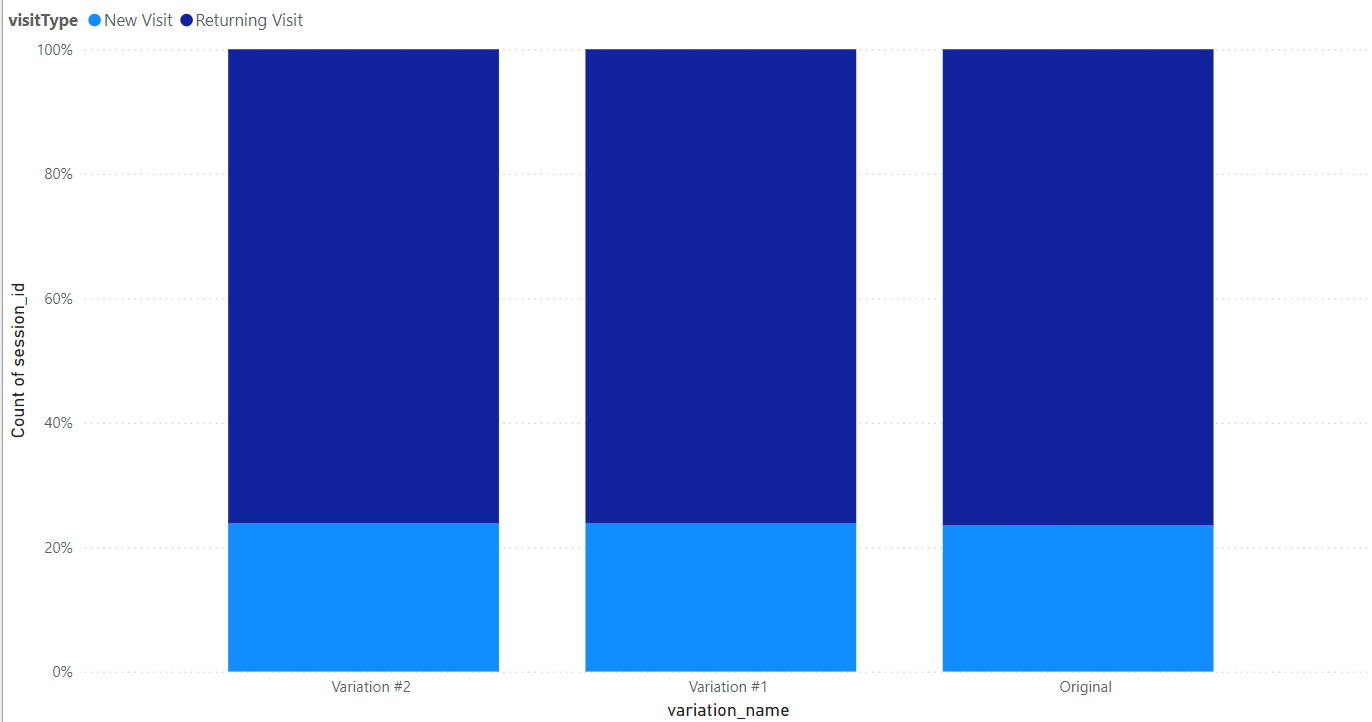 visitType New Visit Returning Visit
100%
80%
60%
40%
20%
0%
Count of session_id
Variation #2 Variation #1 Original
variation_name